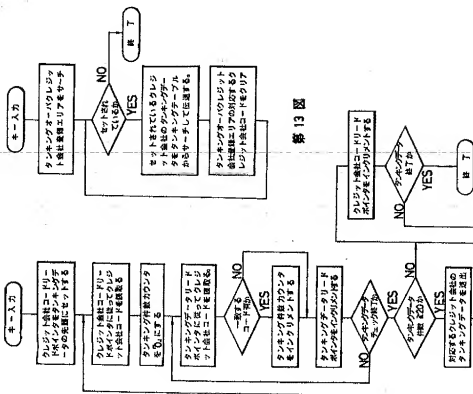 キー入力
タンキングオーバクレジッ
ト会社登録エリアをサーチ
セットされ
ているか
NO
終了
YES
セットされているクレジ
ット会社のタンキングデー
タをタンキングテーブル
からサーチして伝送する。
タンキングオーバクレジット
会社登録エリアの対応するク
レジット会社コードをクリア
第13図
キー入力
クレジット会社コードリー
ドポインタをタンキングデ
ータの先頭にセットする
クレジット会社コードリー
ドポインタに従ってクレジ
ット会社コードを読取る
タンキング件数カウンタ
を"0"にする
タンキングデータリード
ポインタに従ってクレジ
ット会社コードを読取る。
一致する
コード有か
NO
YES
タンキング件数カウンタ
をインクリメントする
タンキングデータリード
ポインタをインクリメントする
タンキングデータ
チェック終了か
NO
YES
タンキングデータ
件数≧20か
NO
YES
対応するクレジット会社の
タンキングデータを送出
クレジット会社コードリード
ポインタをインクリメントする
タンキングデータ
終了か
NO
YES
終了